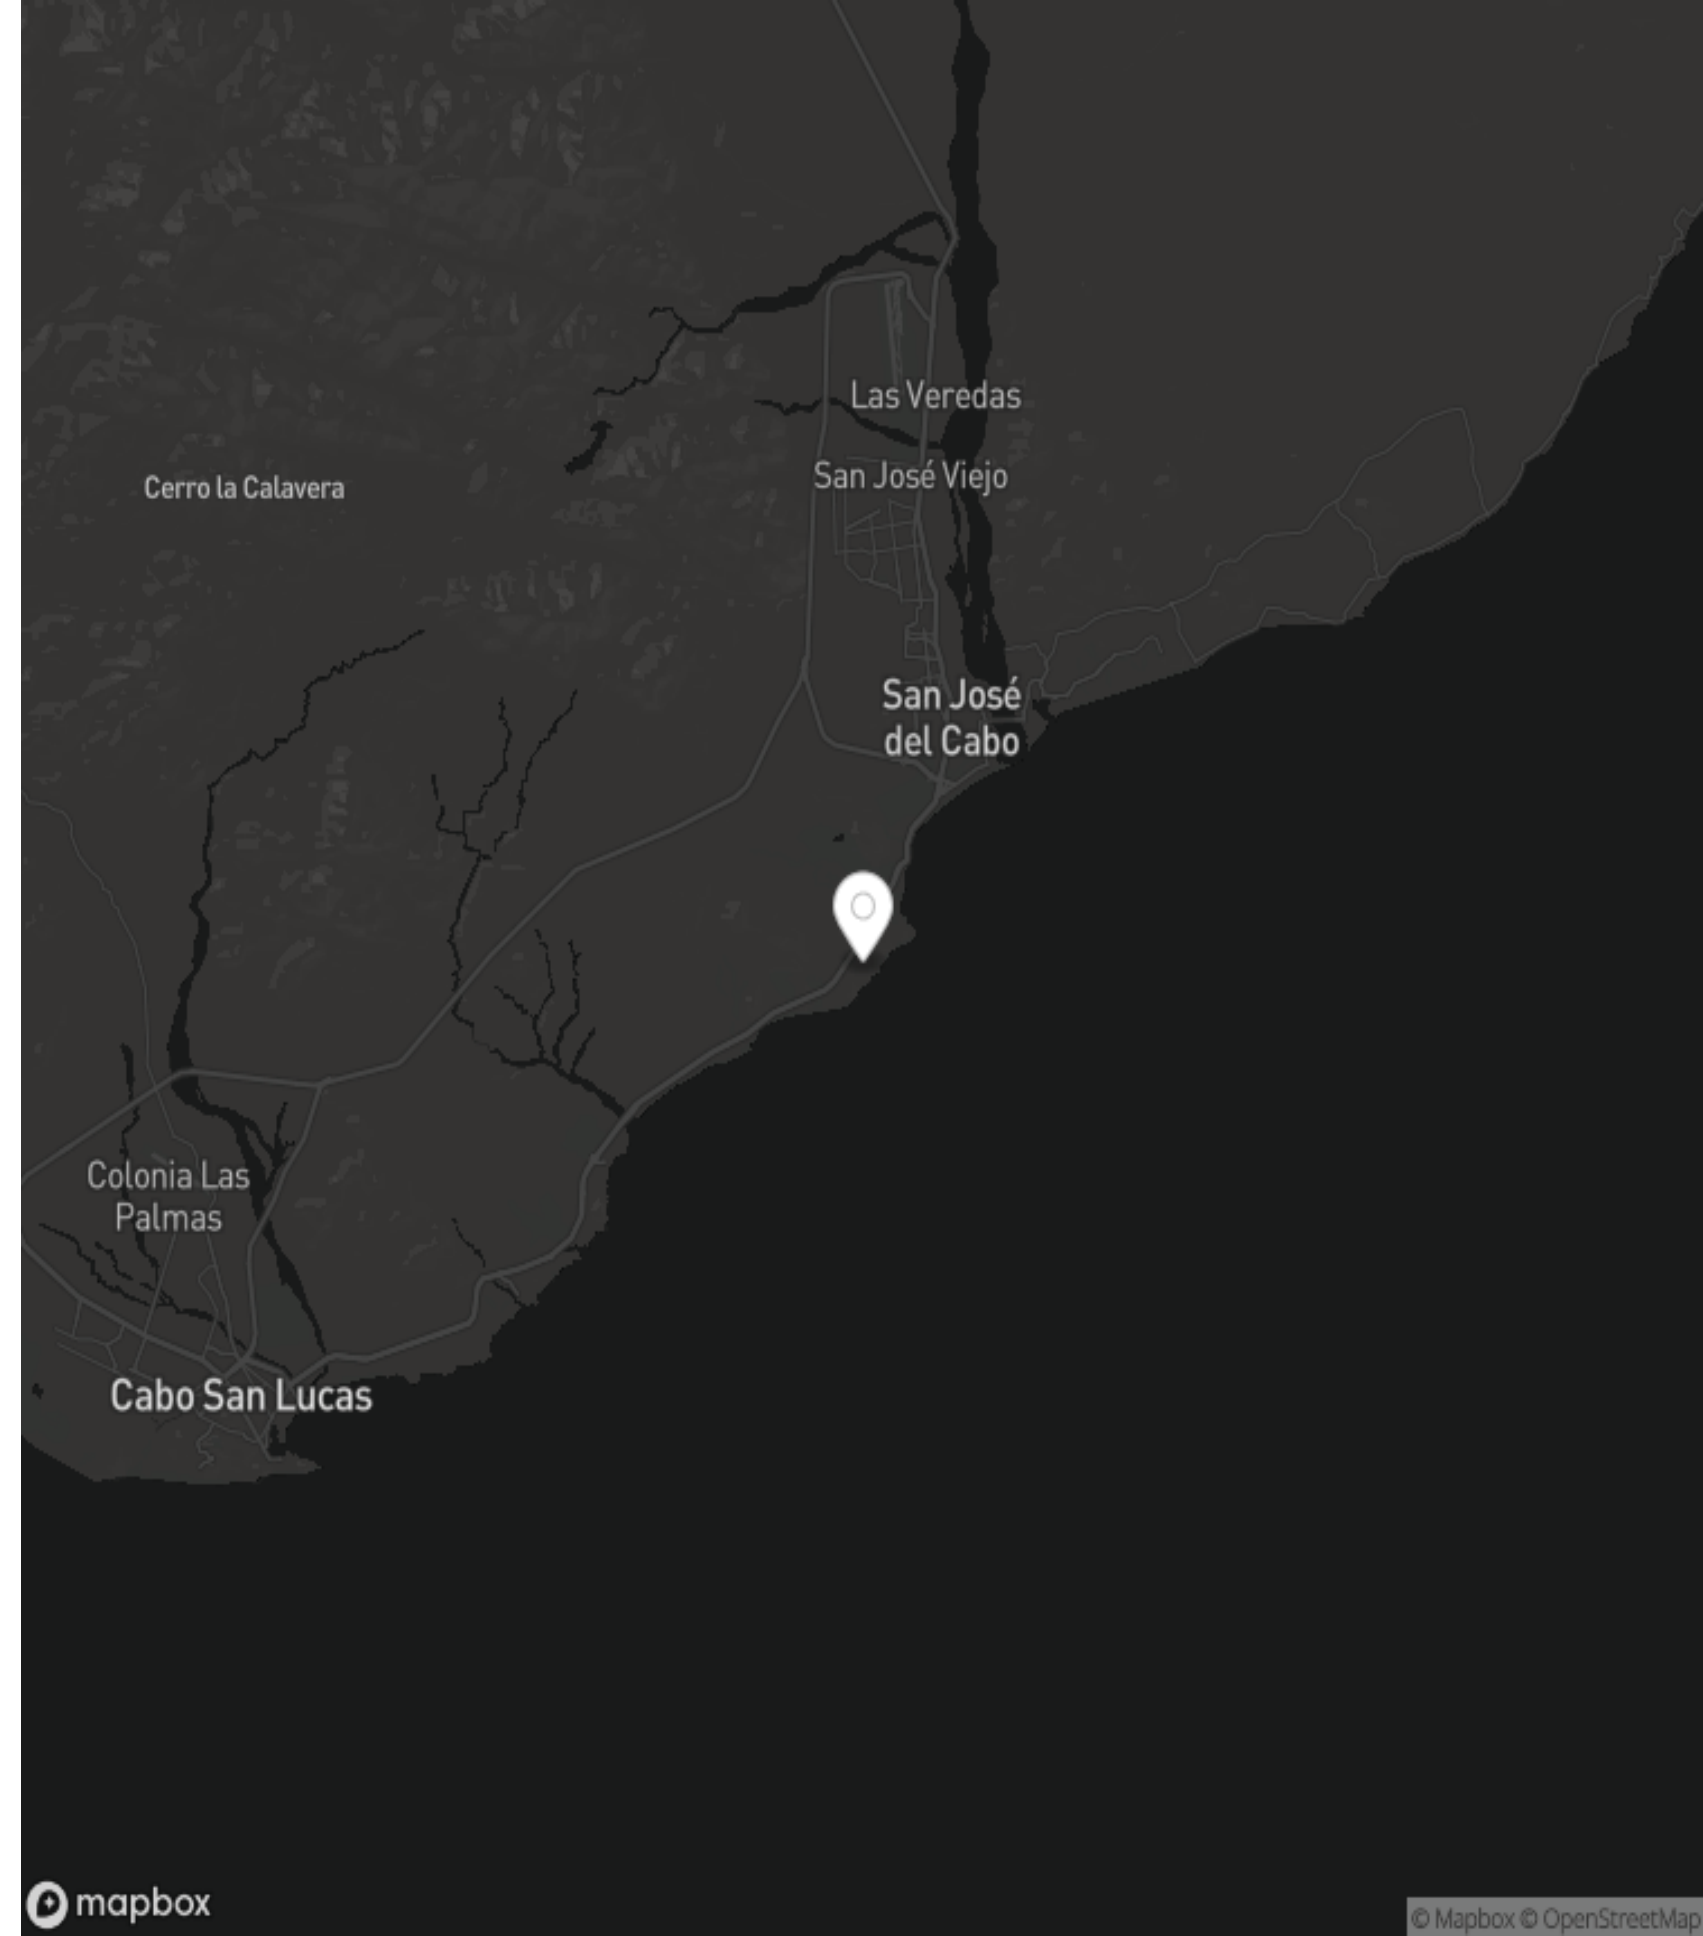 Las Veredas
San José Viejo
Cerro la Calavera
San José
del Cabo
Colonia Las
Palmas
Cabo San Lucas
mapbox
© Mapbox © OpenStreetMap